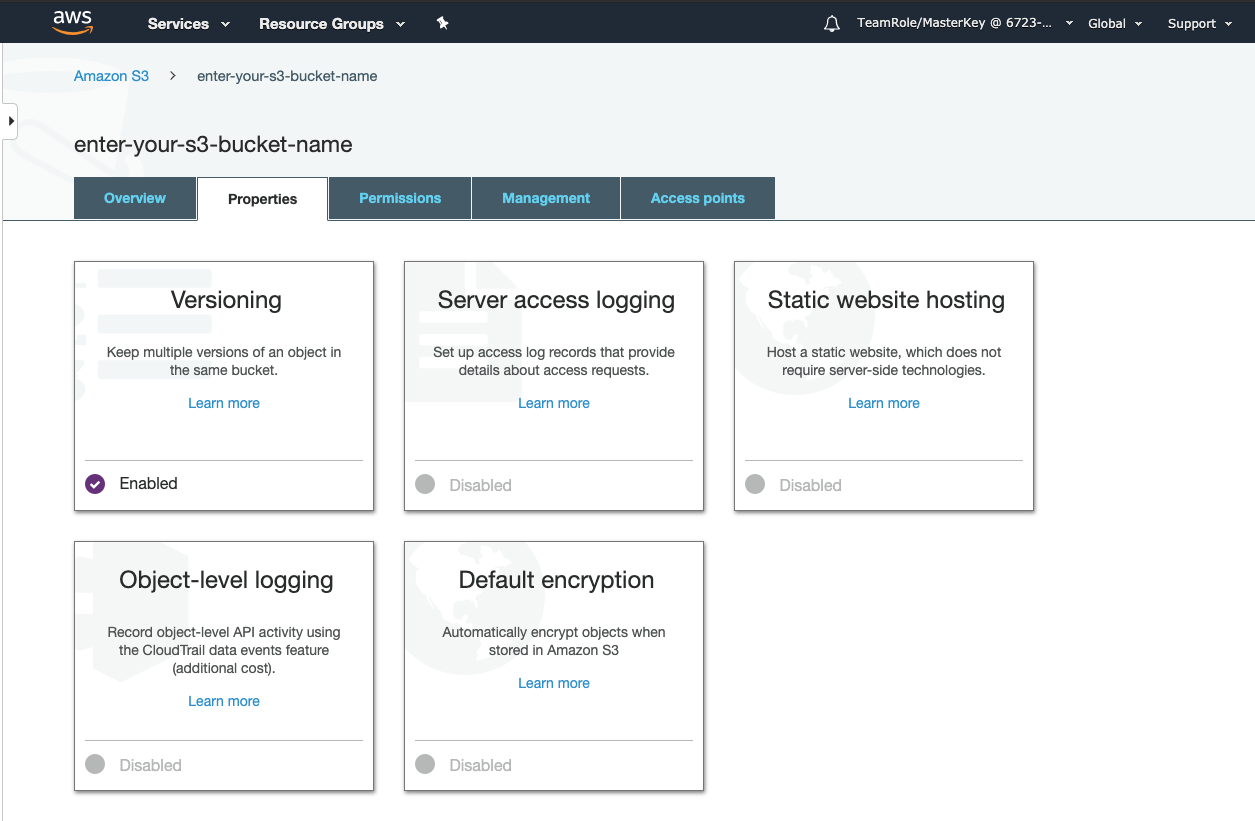 aws Services Resource Groups TeamRole/MasterKey @ 6723-... Global Support
Amazon S3 > enter-your-s3-bucket-name
enter-your-s3-bucket-name
Overview Properties Permissions Management Access points
Versioning
Keep multiple versions of an object in
the same bucket.
Learn more
Enabled
Server access logging
Set up access log records that provide
details about access requests.
Learn more
Disabled
Static website hosting
Host a static website, which does not
require server-side technologies.
Learn more
Disabled
Object-level logging
Record object-level API activity using
the CloudTrail data events feature
(additional cost).
Learn more
Disabled
Default encryption
Automatically encrypt objects when
stored in Amazon S3
Learn more
Disabled